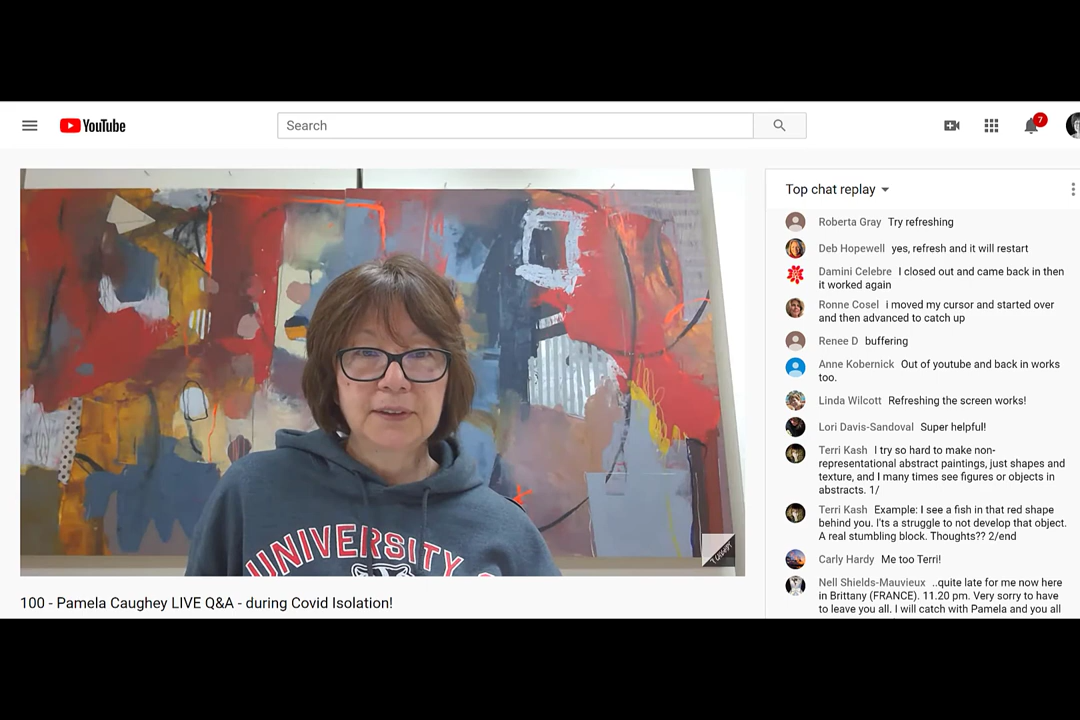 YouTube
Search
7
Top chat replay
Roberta Gray Try refreshing
Deb Hopewell yes, refresh and it will restart
Damini Celebre I closed out and came back in then
it worked again
Ronne Cosel i moved my cursor and started over
and then advanced to catch up
Renee D buffering
Anne Kobernick Out of youtube and back in works
too.
Linda Wilcott Refreshing the screen works!
Lori Davis-Sandoval Super helpful!
Terri Kash I try so hard to make non-
representational abstract paintings, just shapes and
texture, and I many times see figures or objects in
abstracts. 1/
Terri Kash Example: I see a fish in that red shape
behind you. I'ts a struggle to not develop that object.
A real stumbling block. Thoughts?? 2/end
Carly Hardy Me too Terri!
Nell Shields-Mauvieux ..quite late for me now here
in Brittany (FRANCE). 11.20 pm. Very sorry to have
to leave you all. I will catch with Pamela and you all
UNIVERSITY
100 - Pamela Caughey LIVE Q&A - during Covid Isolation!